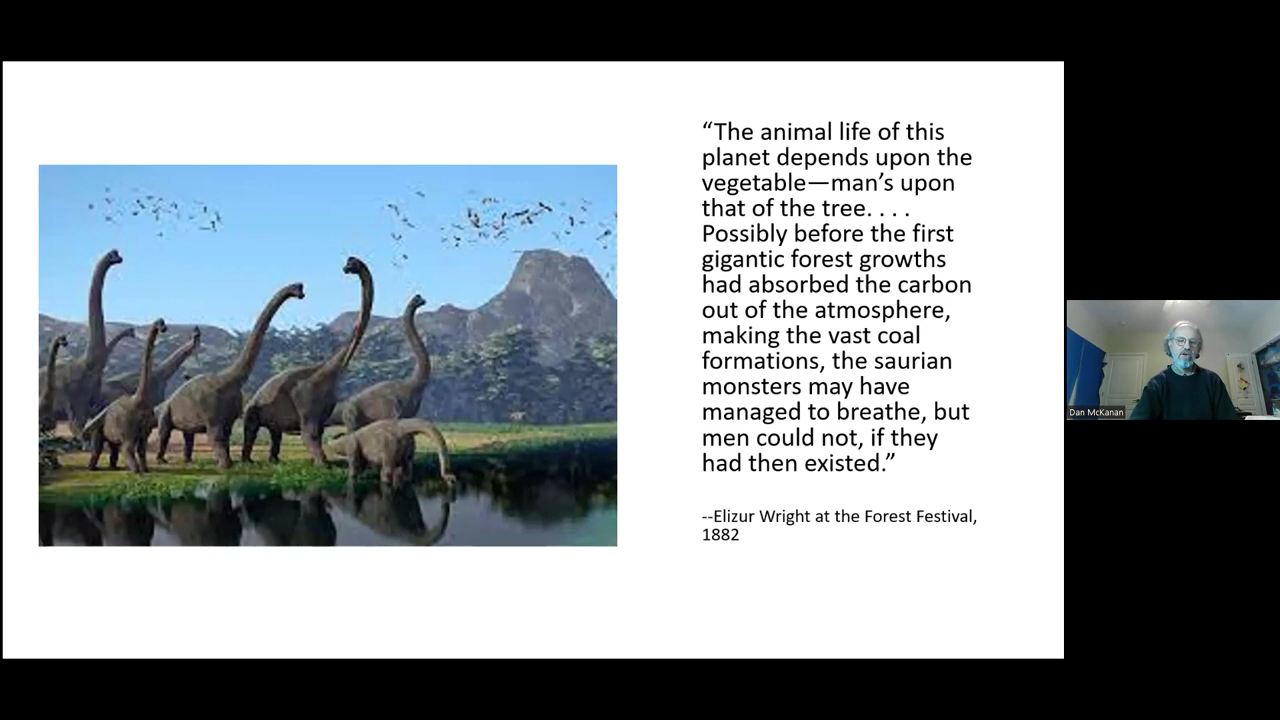 “The animal life of this
planet depends upon the
vegetable—man’s upon
that of the tree. . . .
Possibly before the first
gigantic forest growths
had absorbed the carbon
out of the atmosphere,
making the vast coal
formations, the saurian
monsters may have
managed to breathe, but
men could not, if they
had then existed.”
--Elizur Wright at the Forest Festival,
1882
Dan McKanan